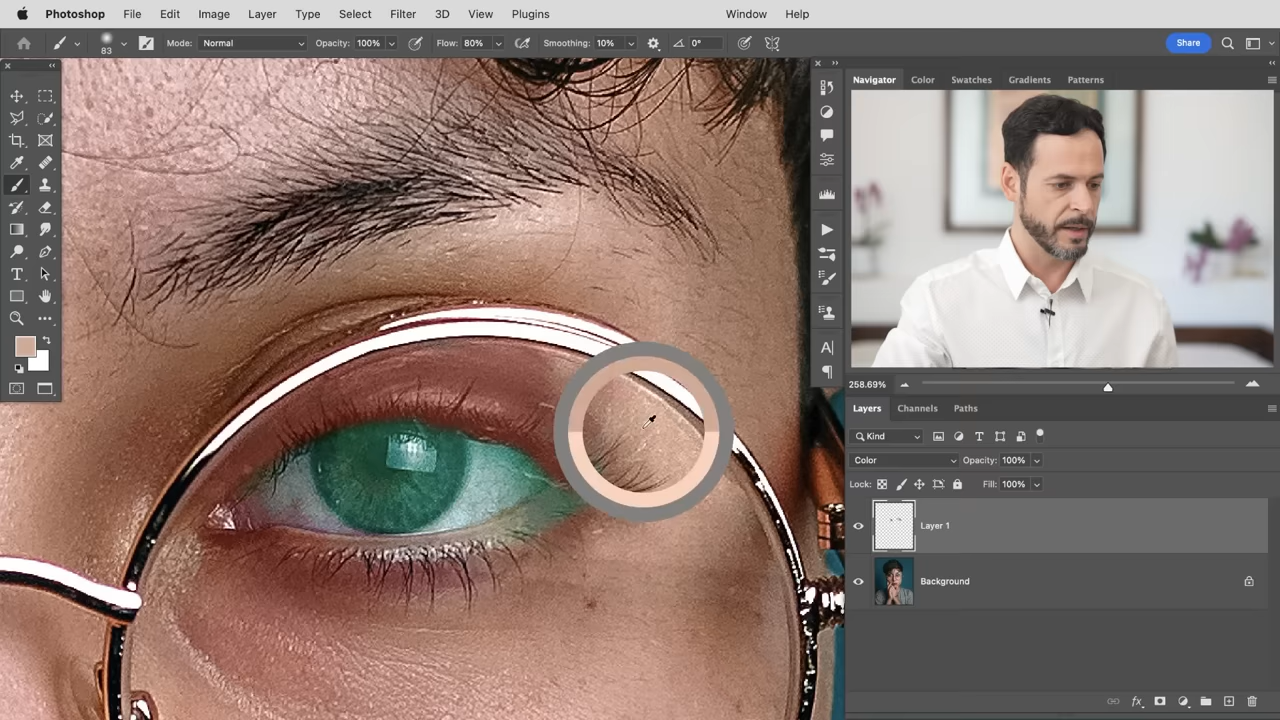 Photoshop File Edit Image Layer Type Select Filter 3D View Plugins Window Help
83 Mode: Normal Opacity: 100% Flow: 80% Smoothing: 10% 0° Share
Navigator Color Swatches Gradients Patterns
258.69%
Layers Channels Paths
Kind
Color Opacity: 100%
Lock: Fill: 100%
Layer 1
Background